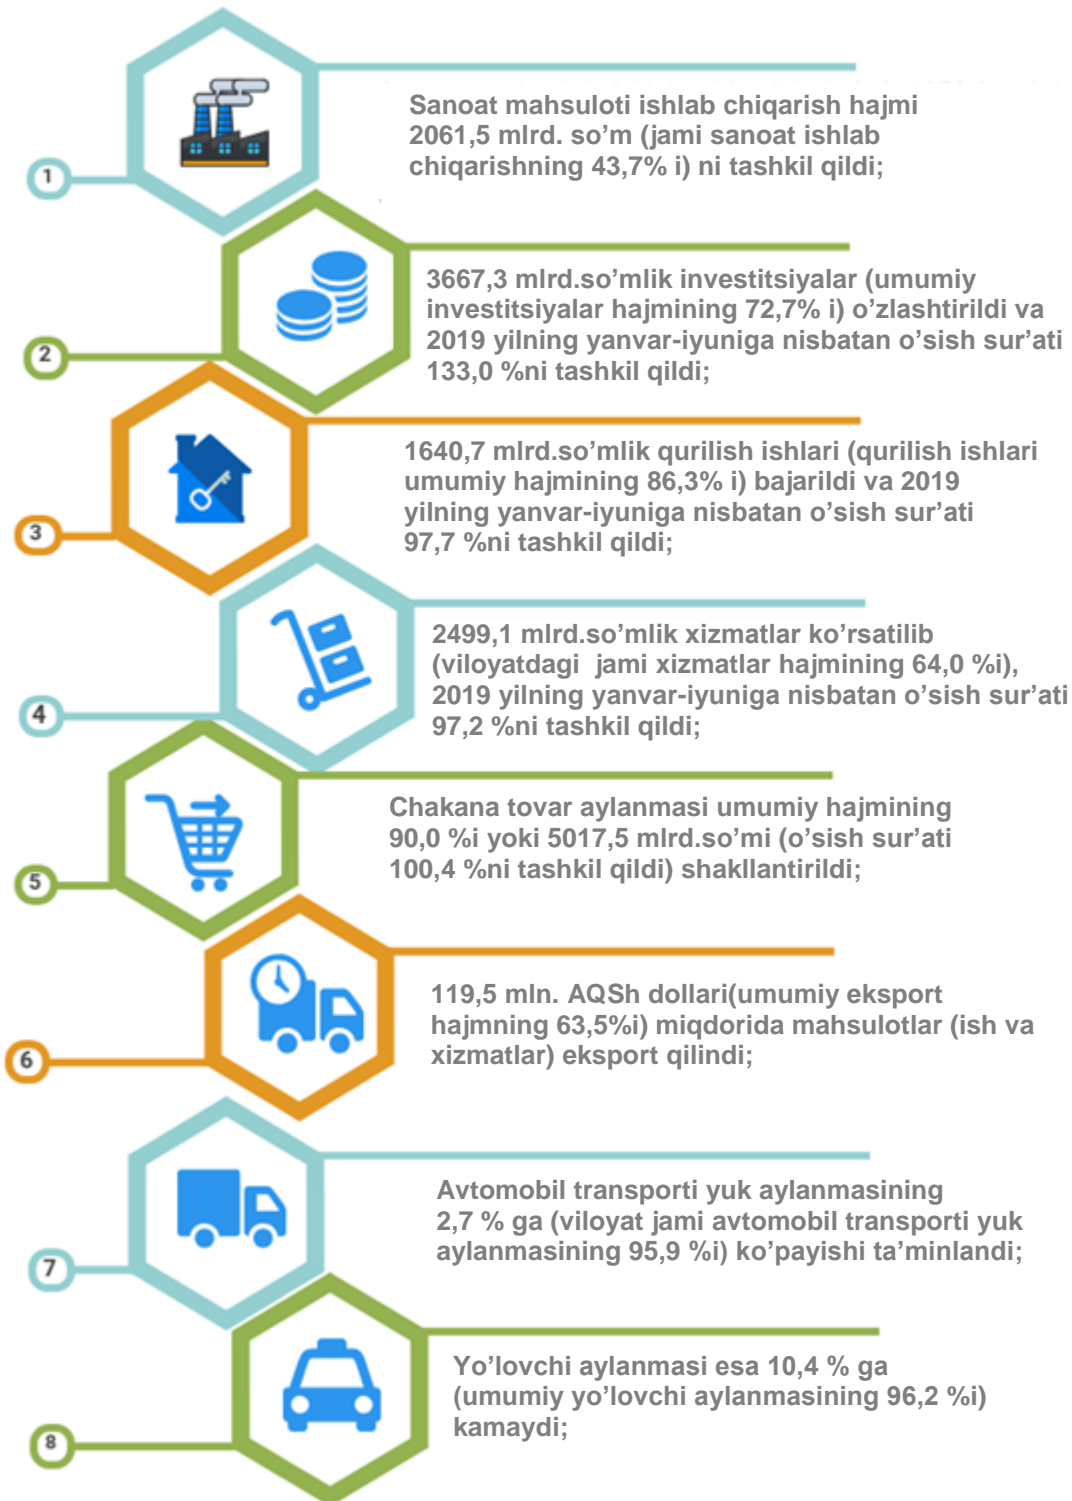 1
Sanoat mahsuloti ishlab chiqarish hajmi
2061,5 mlrd. so’m (jami sanoat ishlab
chiqarishning 43,7% i) ni tashkil qildi;
2
3667,3 mlrd.so’mlik investitsiyalar (umumiy
investitsiyalar hajmining 72,7% i) o’zlashtirildi va
2019 yilning yanvar-iyuniga nisbatan o’sish sur’ati
133,0 %ni tashkil qildi;
3
1640,7 mlrd.so’mlik qurilish ishlari (qurilish ishlari
umumiy hajmining 86,3% i) bajarildi va 2019
yilning yanvar-iyuniga nisbatan o’sish sur’ati
97,7 %ni tashkil qildi;
4
2499,1 mlrd.so’mlik xizmatlar ko’rsatilib
(viloyatdagi  jami xizmatlar hajmining 64,0 %i),
2019 yilning yanvar-iyuniga nisbatan o’sish sur’ati
97,2 %ni tashkil qildi;
5
Chakana tovar aylanmasi umumiy hajmining
90,0 %i yoki 5017,5 mlrd.so’mi (o’sish sur’ati
100,4 %ni tashkil qildi) shakllantirildi;
6
119,5 mln. AQSh dollari(umumiy eksport
hajmning 63,5%i) miqdorida mahsulotlar (ish va
xizmatlar) eksport qilindi;
7
Avtomobil transporti yuk aylanmasining
2,7 % ga (viloyat jami avtomobil transporti yuk
aylanmasining 95,9 %i) ko’payishi ta’minlandi;
8
Yo’lovchi aylanmasi esa 10,4 % ga
(umumiy yo’lovchi aylanmasining 96,2 %i)
kamaydi;